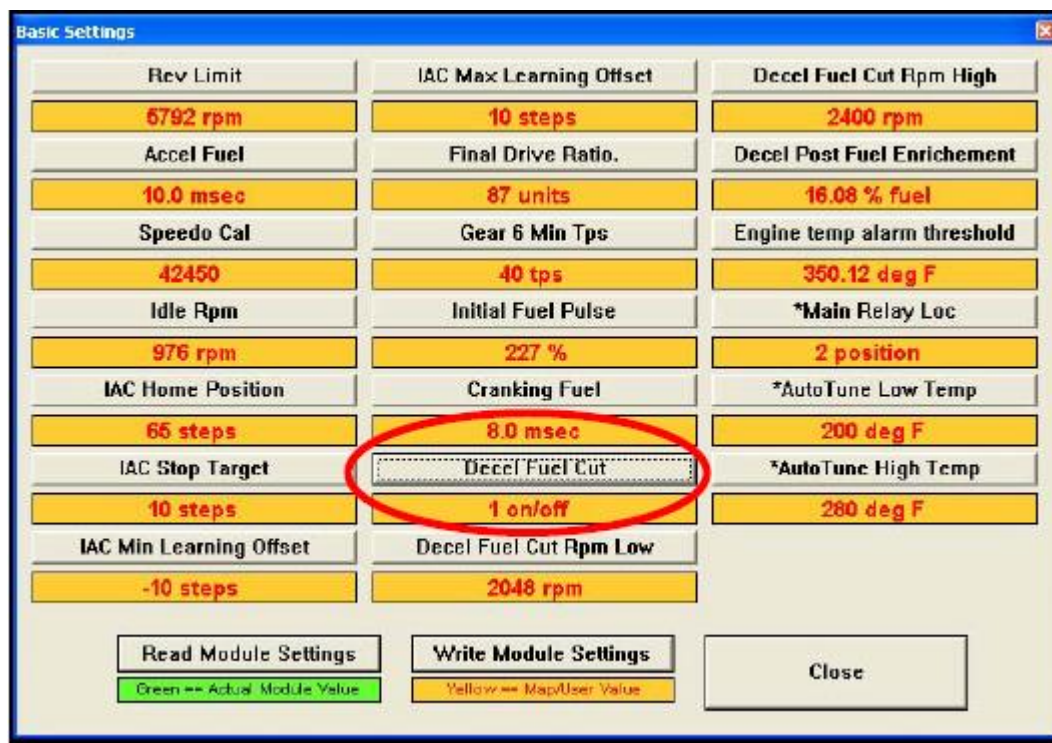 Basic Settings
Rev Limit
5792 rpm
Accel Fuel
10.0 msec
Speedo Cal
42450
Idle Rpm
976 rpm
IAC Home Position
65 steps
IAC Stop Target
10 steps
IAC Min Learning Offset
-10 steps
IAC Max Learning Offset
10 steps
Final Drive Ratio.
87 units
Gear 6 Min Tps
40 tps
Initial Fuel Pulse
227 %
Cranking Fuel
8.0 msec
Decel Fuel Cut
1 on/off
Decel Fuel Cut Rpm Low
2048 rpm
Decel Fuel Cut Rpm High
2400 rpm
Decel Post Fuel Enrichement
16.08 % fuel
Engine temp alarm threshold
350.12 deg F
*Main Relay Loc
2 position
*AutoTune Low Temp
200 deg F
*AutoTune High Temp
280 deg F
Read Module Settings
Green == Actual Module Value
Write Module Settings
Yellow == Map/User Value
Close